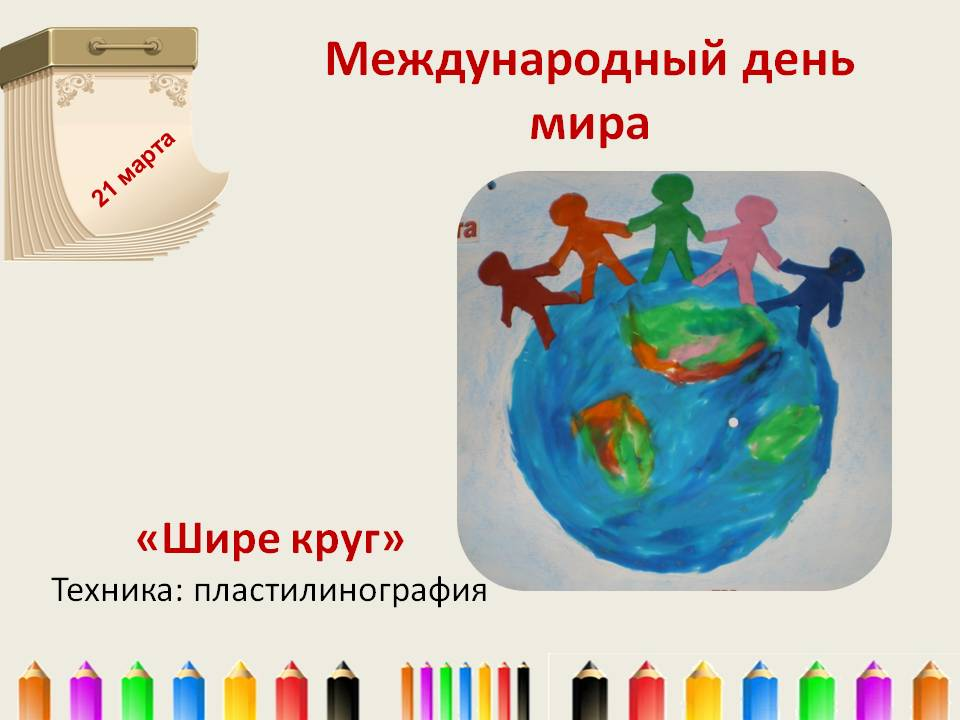 Международный день
мира
21 марта
«Шире круг»
Техника: пластилинография